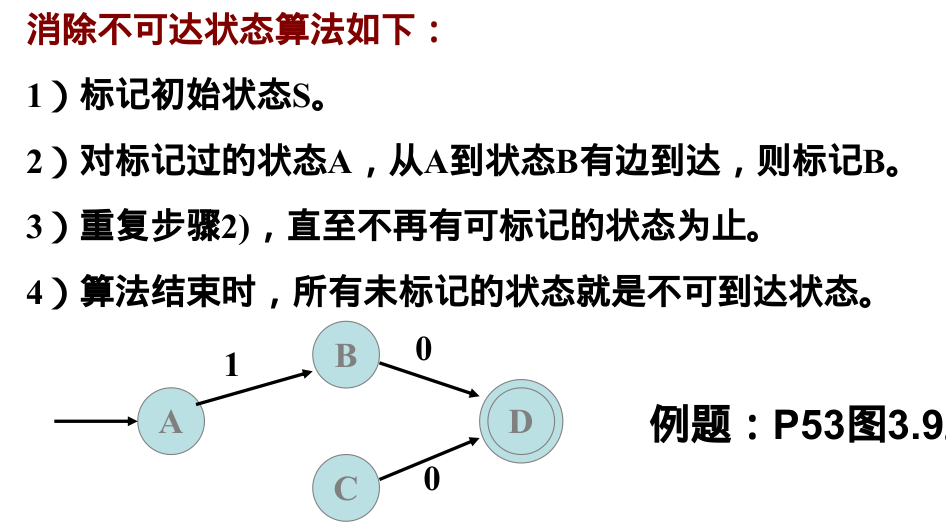 消除不可达状态算法如下：
1）标记初始状态S。
2）对标记过的状态A，从A到状态B有边到达，则标记B。
3）重复步骤2)，直至不再有可标记的状态为止。
4）算法结束时，所有未标记的状态就是不可到达状态。
B
0
1
A
D
例题：P53图3.9
C
0